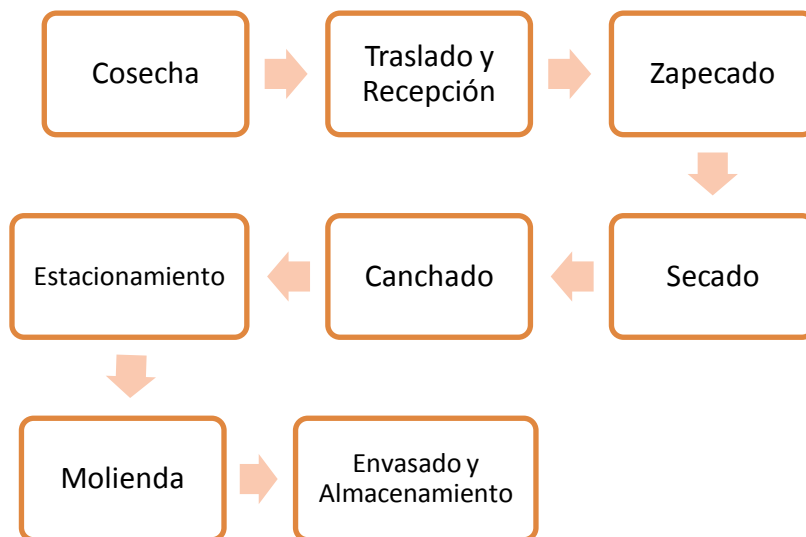 Cosecha
Traslado y
Recepción
Zapecado
Secado
Canchado
Estacionamiento
Molienda
Envasado y
Almacenamiento